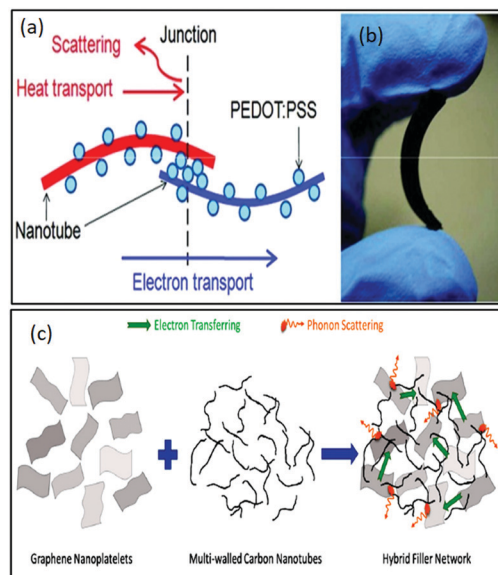 (a)
Scattering
Junction
Heat transport
PEDOT:PSS
Nanotube
Electron transport
(b)
(c)
Electron Transferring
Phonon Scattering
Graphene Nanoplatelets
Multi-walled Carbon Nanotubes
Hybrid Filler Network